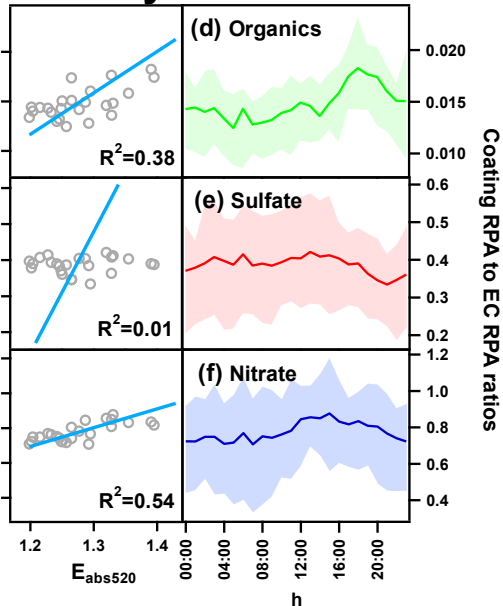 (d) Organics
R²=0.38
0.020
0.015
0.010
(e) Sulfate
R²=0.01
0.6
0.5
0.4
0.3
0.2
(f) Nitrate
R²=0.54
1.2
1.0
0.8
0.6
0.4
Coating RPA to EC RPA ratios
1.2 1.3 1.4
E_abs520
00:00 04:00 08:00 12:00 16:00 20:00
h